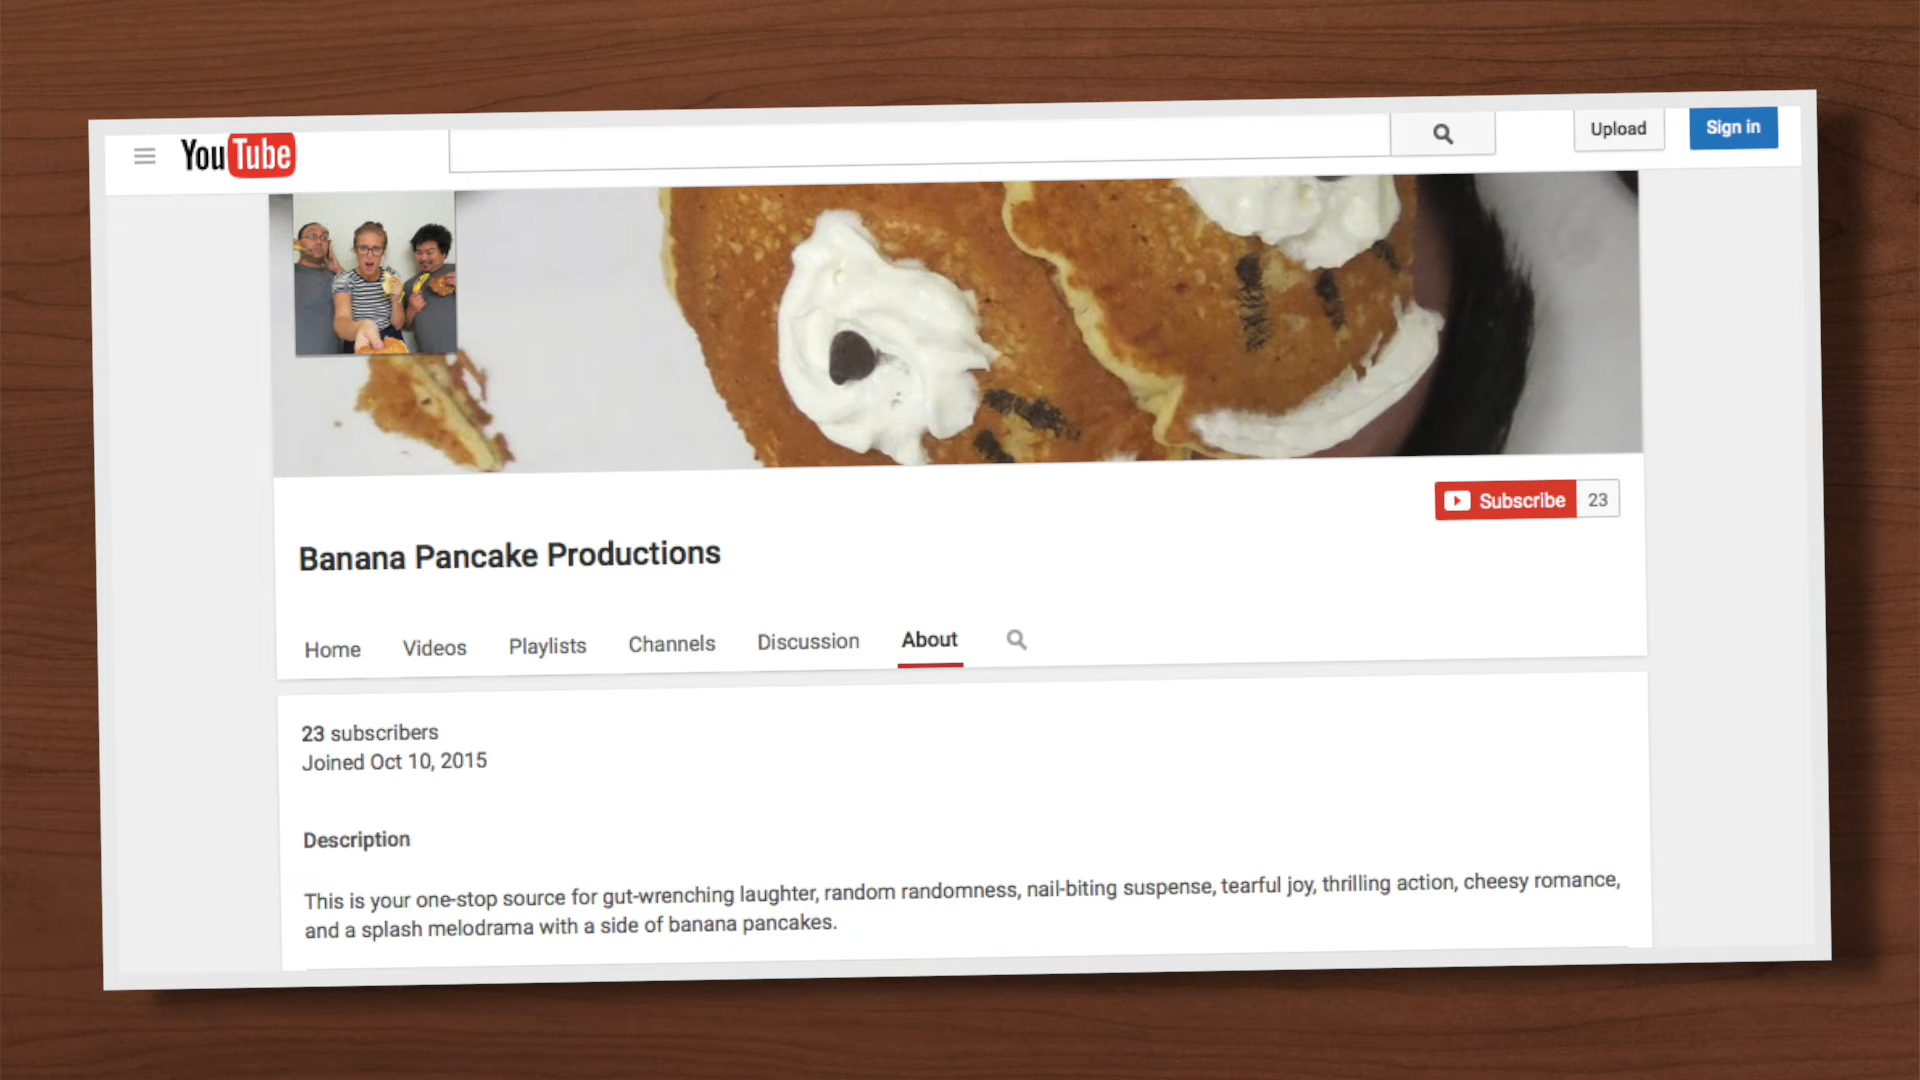 YouTube
Upload
Sign in
Subscribe 23
Banana Pancake Productions
Home Videos Playlists Channels Discussion About
23 subscribers
Joined Oct 10, 2015
Description
This is your one-stop source for gut-wrenching laughter, random randomness, nail-biting suspense, tearful joy, thrilling action, cheesy romance,
and a splash melodrama with a side of banana pancakes.